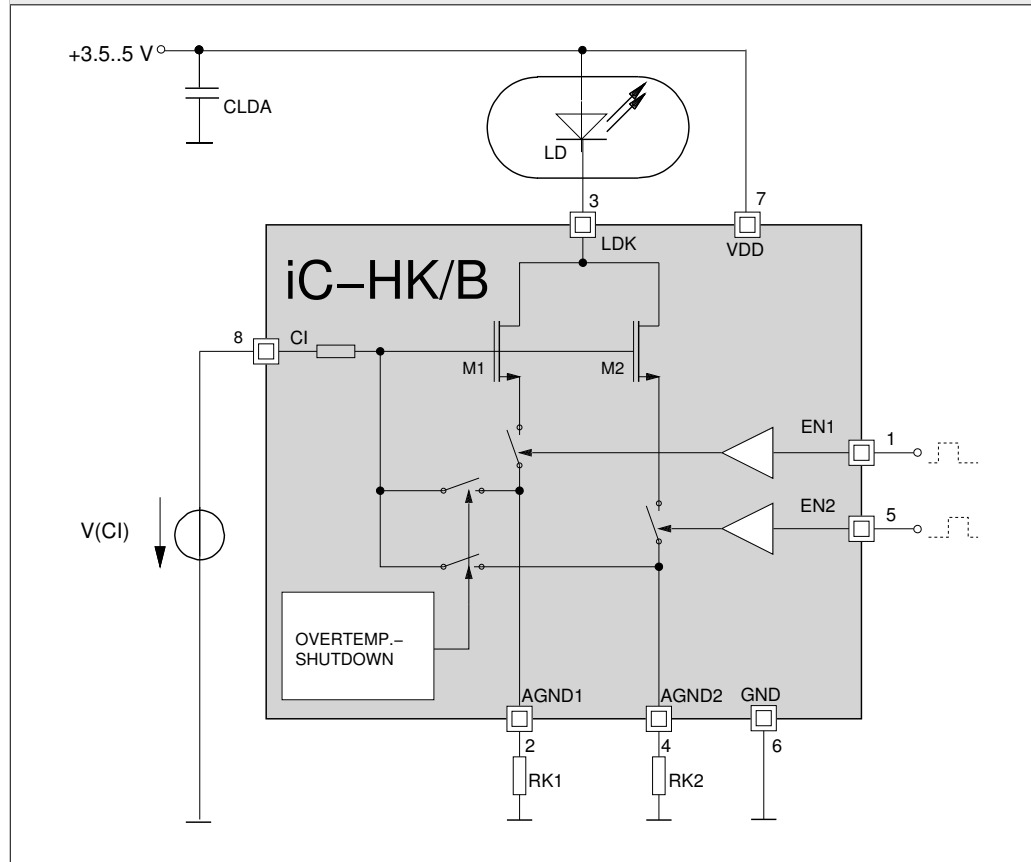 +3.5..5 V
CLDA
LD
3
7
LDK
VDD
iC–HK/B
8
CI
M1
M2
EN1
1
EN2
5
V(CI)
OVERTEMP.–
SHUTDOWN
AGND1
AGND2
GND
2
4
6
RK1
RK2